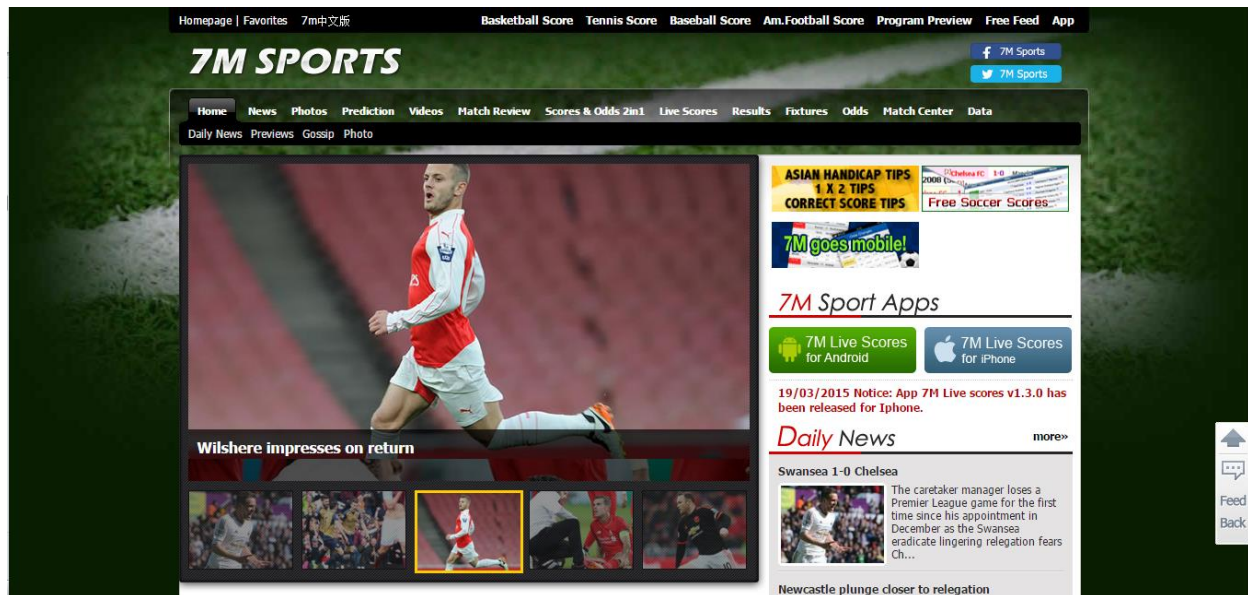 Homepage | Favorites 7m中文版
Basketball Score Tennis Score Baseball Score Am.Football Score Program Preview Free Feed App
7M SPORTS
7M Sports
7M Sports
Home News Photos Prediction Videos Match Review Scores & Odds 2in1 Live Scores Results Fixtures Odds Match Center Data
Daily News Previews Gossip Photo
Wilshere impresses on return
ASIAN HANDICAP TIPS
1 X 2 TIPS
CORRECT SCORE TIPS
2008
Chelsea FC 1-0
Free Soccer Scores
7M goes mobile!
7M Sport Apps
7M Live Scores
for Android
7M Live Scores
for iPhone
19/03/2015 Notice: App 7M Live scores v1.3.0 has
been released for Iphone.
Daily News
more»
Swansea 1-0 Chelsea
The caretaker manager loses a
Premier League game for the first
time since his appointment in
December as the Swansea
eradicate lingering relegation fears
Ch...
Newcastle plunge closer to relegation
Feed
Back